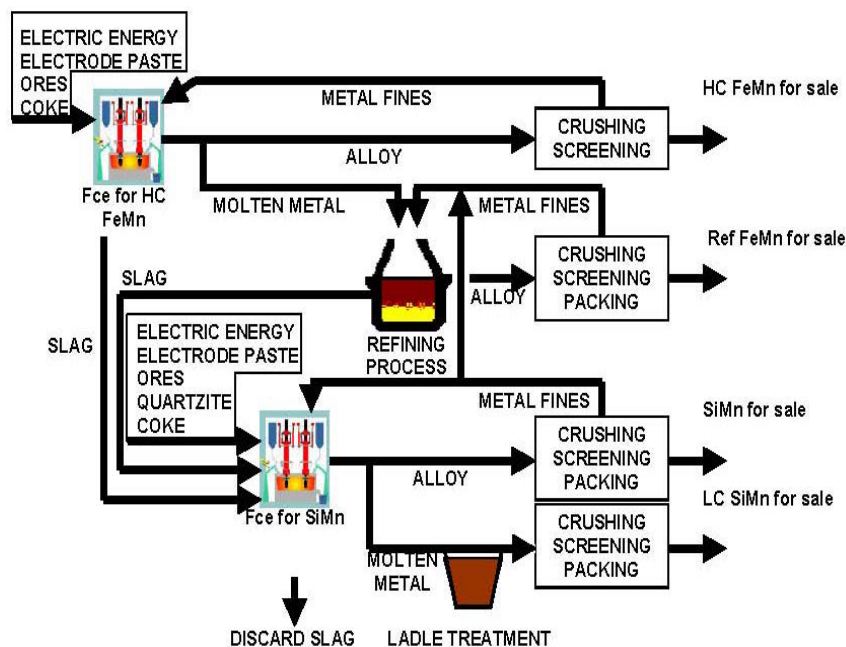 ELECTRIC ENERGY
ELECTRODE PASTE
ORES
COKE
METAL FINES
HC FeMn for sale
CRUSHING
SCREENING
ALLOY
Fce for HC
FeMn
MOLTEN METAL
METAL FINES
Ref FeMn for sale
CRUSHING
SCREENING
PACKING
SLAG
ALLOY
SLAG
ELECTRIC ENERGY
ELECTRODE PASTE
ORES
QUARTZITE
COKE
REFINING
PROCESS
METAL FINES
SiMn for sale
CRUSHING
SCREENING
PACKING
ALLOY
Fce for SiMn
LC SiMn for sale
CRUSHING
SCREENING
PACKING
MOLTEN
METAL
DISCARD SLAG
LADLE TREATMENT